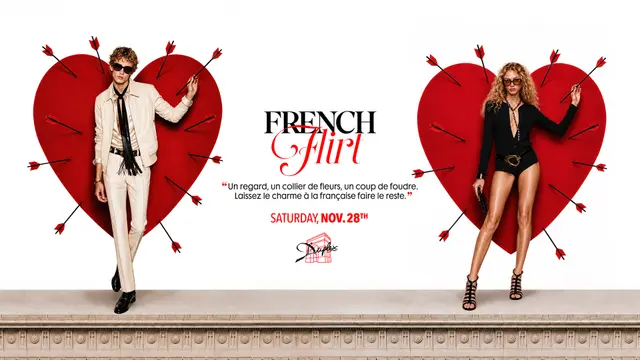 FRENCH
Flirt
"Un regard, un collier de fleurs, un coup de foudre.
Laissez le charme à la française faire le reste."
SATURDAY, NOV. 28TH
Duplex